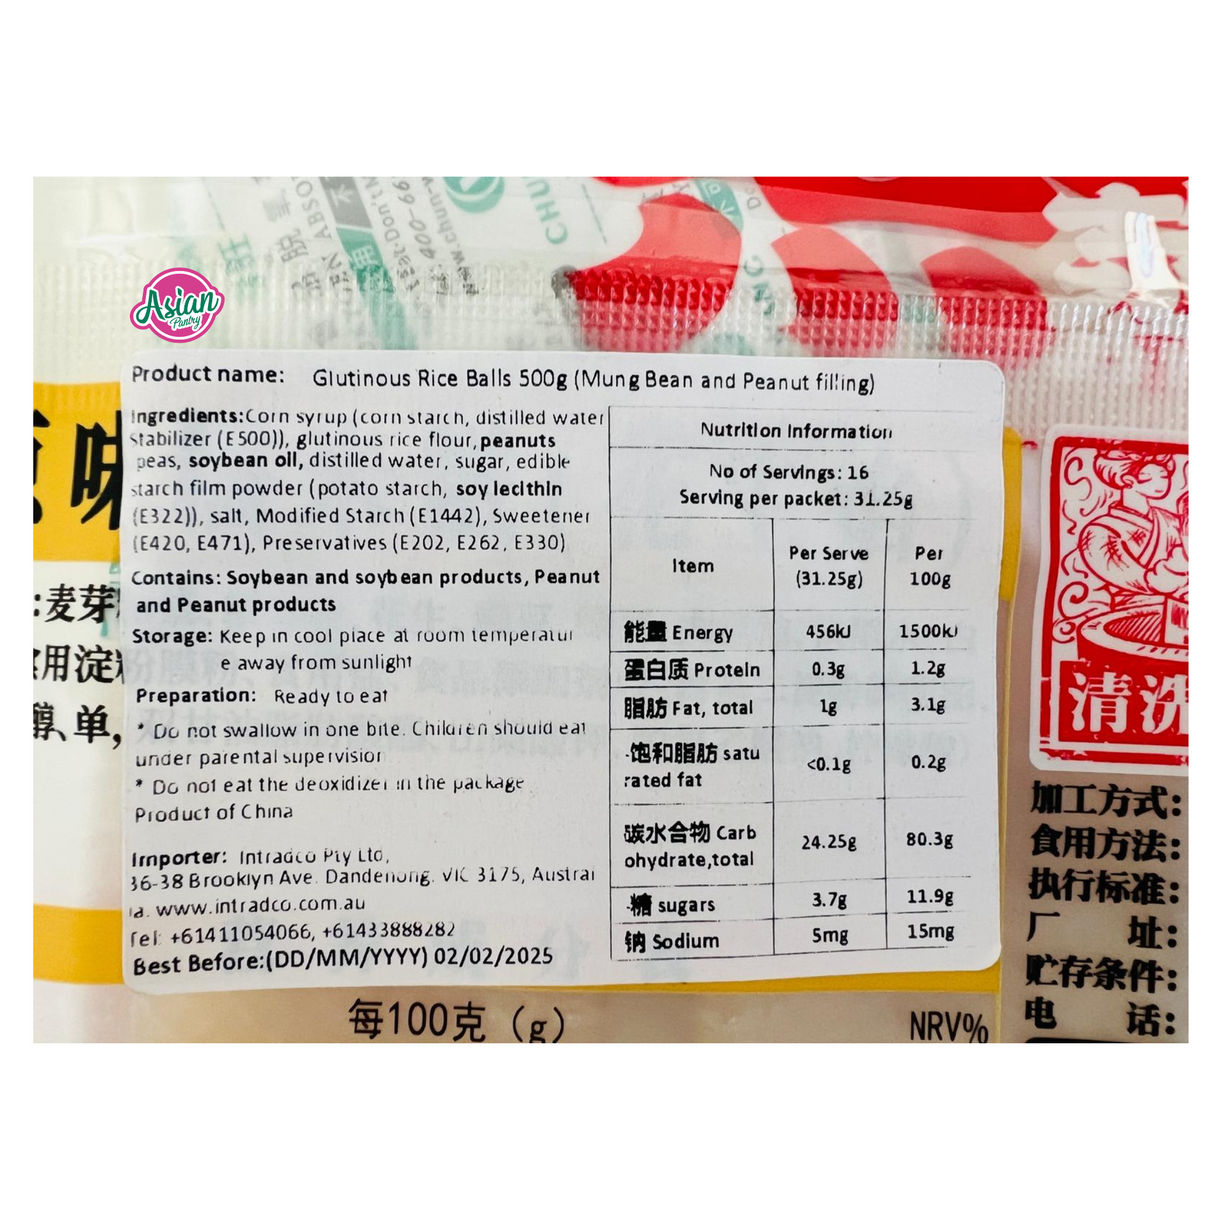 Asian
Pantry
Product name: Glutinous Rice Balls 500g (Mung Bean and Peanut filling)
Ingredients:Corn syrup (corn starch, distilled water
Stabilizer (E500)), glutinous rice flour, peanuts
peas, soybean oil, distilled water, sugar, edible
starch film powder (potato starch, soy lecithin
(E322)), salt, Modified Starch (E1442), Sweetener
(E420, E471), Preservatives (E202, E262, E330)
Contains: Soybean and soybean products, Peanut
and Peanut products
Storage: Keep in cool place at room temperatur
e away from sunlight
Preparation: Ready to eat
* Do not swallow in one bite. Children should eat
under parental supervision
* Do not eat the deoxidizer in the package
Product of China
Importer: Intradco Pty Ltd,
36-38 Brooklyn Ave. Dandenong. VIC 3175, Austral
ia. www.intradco.com.au
Tel: +61411054066, +61433888282
Best Before:(DD/MM/YYYY) 02/02/2025
Nutrition Information
No of Servings: 16
Serving per packet: 31.25g
Item Per Serve (31.25g) Per 100g
能量 Energy 456kJ 1500kJ
蛋白质 Protein 0.3g 1.2g
脂肪 Fat, total 1g 3.1g
-饱和脂肪 satu
rated fat <0.1g 0.2g
碳水合物 Carb
ohydrate,total 24.25g 80.3g
-糖 sugars 3.7g 11.9g
钠 Sodium 5mg 15mg
每100克（g） NRV%
味
:麦芽
用淀
单,
清洗
加工方式:
食用方法:
执行标准:
厂 址:
贮存条件:
电 话: